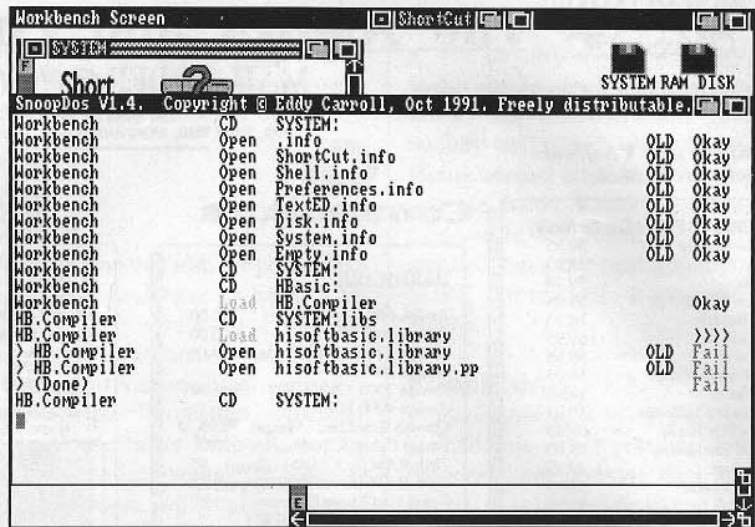 Workbench Screen
ShortCut
SYSTEM
F
Short
?
SYSTEM RAM DISK
SnoopDos V1.4. Copyright © Eddy Carroll, Oct 1991. Freely distributable.
Workbench CD SYSTEM:
Workbench Open .info OLD Okay
Workbench Open ShortCut.info OLD Okay
Workbench Open Shell.info OLD Okay
Workbench Open Preferences.info OLD Okay
Workbench Open TextED.info OLD Okay
Workbench Open Disk.info OLD Okay
Workbench Open System.info OLD Okay
Workbench Open Empty.info OLD Okay
Workbench CD SYSTEM:
Workbench CD HBasic:
Workbench Load HB.Compiler Okay
HB.Compiler CD SYSTEM:libs
HB.Compiler Load hisoftbasic.library >>>>
> HB.Compiler Open hisoftbasic.library OLD Fail
> HB.Compiler Open hisoftbasic.library.pp OLD Fail
> (Done) Fail
HB.Compiler CD SYSTEM:
E